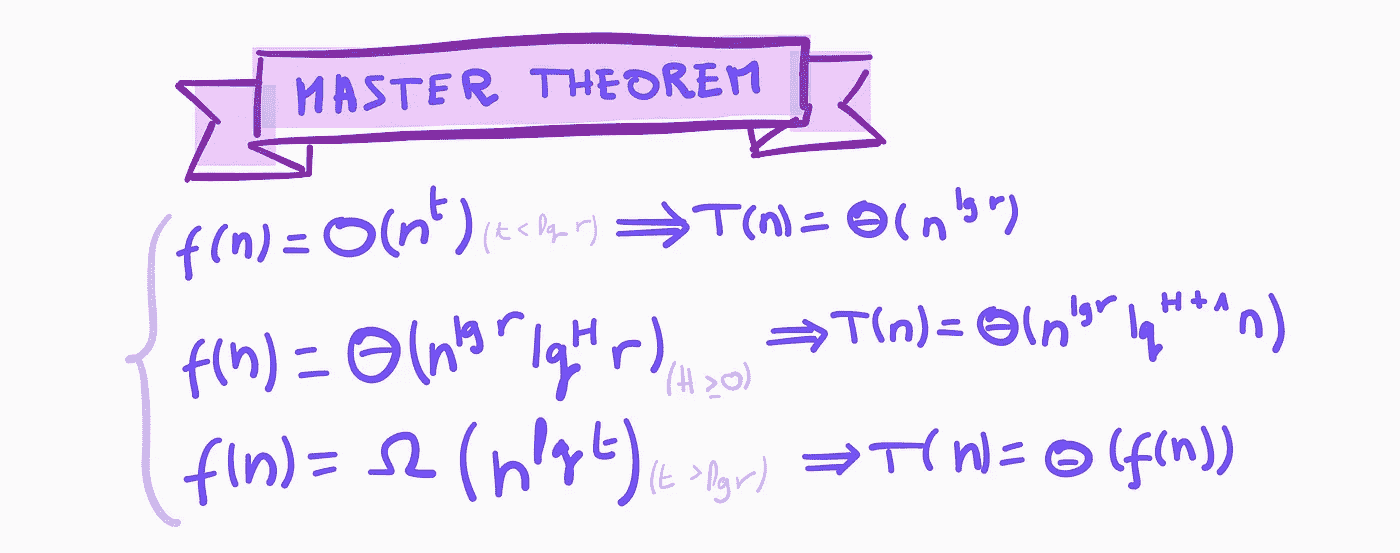 MASTER THEOREM
f(n) = O(n^t) (t < lg r) ⟹ T(n) = Θ(n^lg r)
f(n) = Θ(n^lg r lg^H r) (H ≥ 0) ⟹ T(n) = Θ(n^lg r lg^H+1 n)
f(n) = Ω(n^lg t) (t > lg r) ⟹ T(n) = Θ(f(n))